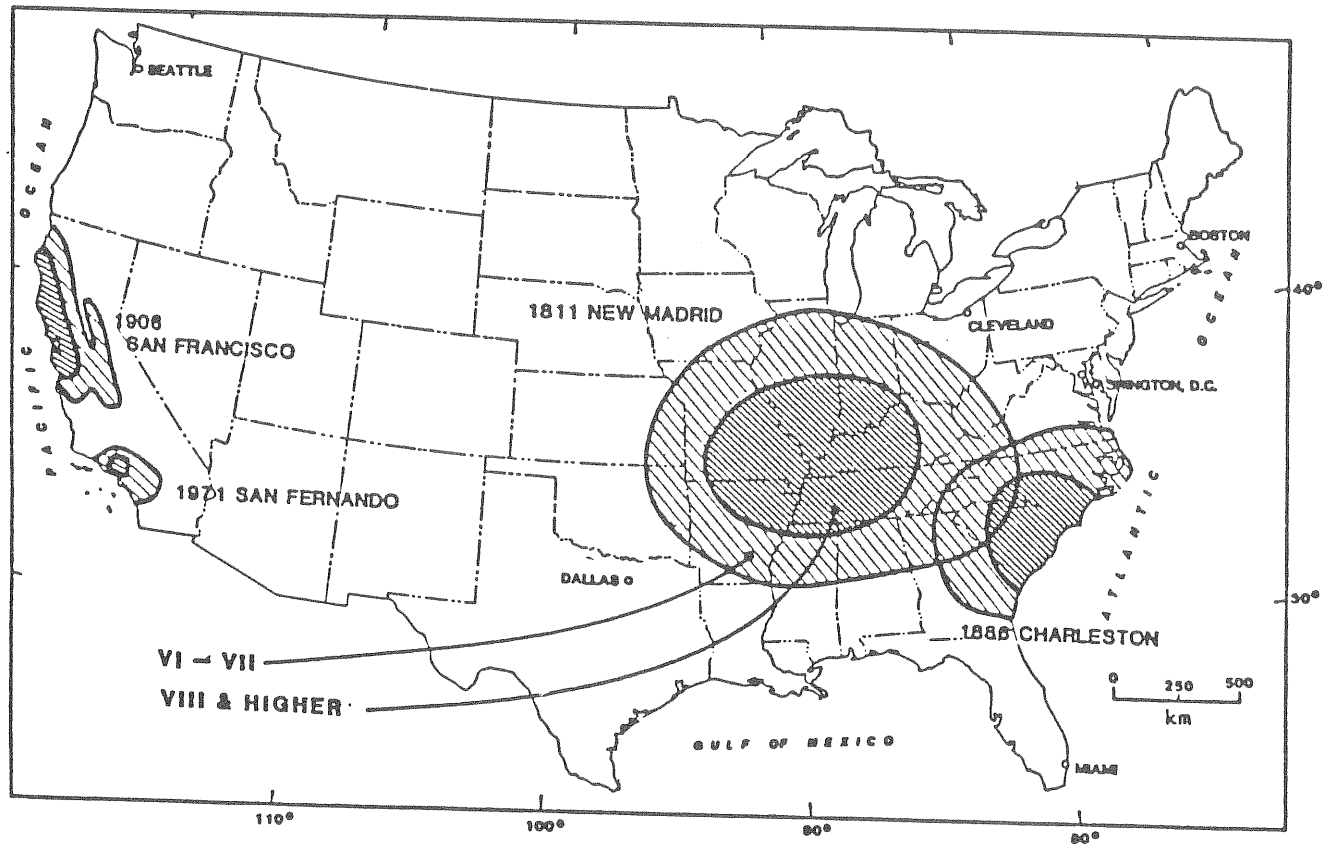 BEATTLE
OCEAN
BOSTON
40°
1811 NEW MADRID
CLEVELAND
OCEAN
1906
SAN FRANCISCO
PACIFIC
1971 SAN FERNANDO
DALLAS
ATLANTIC
30°
1886 CHARLESTON
VI – VII
VIII & HIGHER
0 250 500
km
GULF OF MEXICO
MIAMI
110°
100°
90°
80°